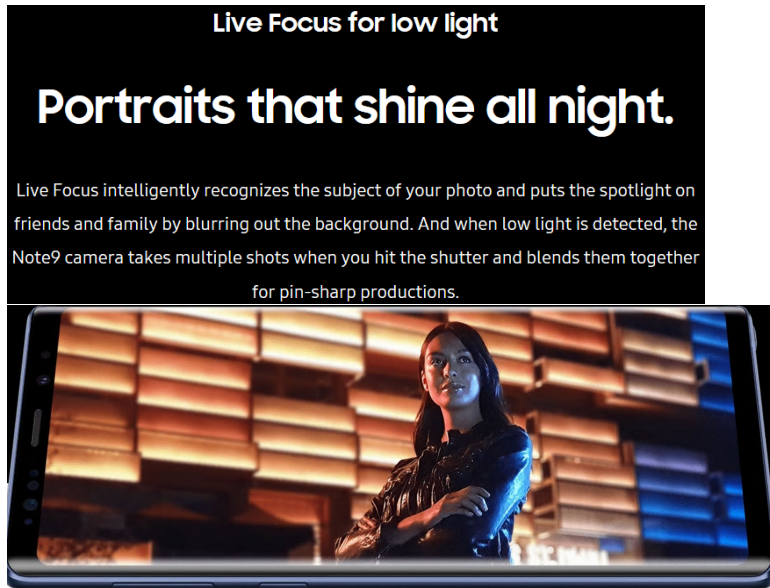 Live Focus for low light
Portraits that shine all night.
Live Focus intelligently recognizes the subject of your photo and puts the spotlight on
friends and family by blurring out the background. And when low light is detected, the
Note9 camera takes multiple shots when you hit the shutter and blends them together
for pin-sharp productions.